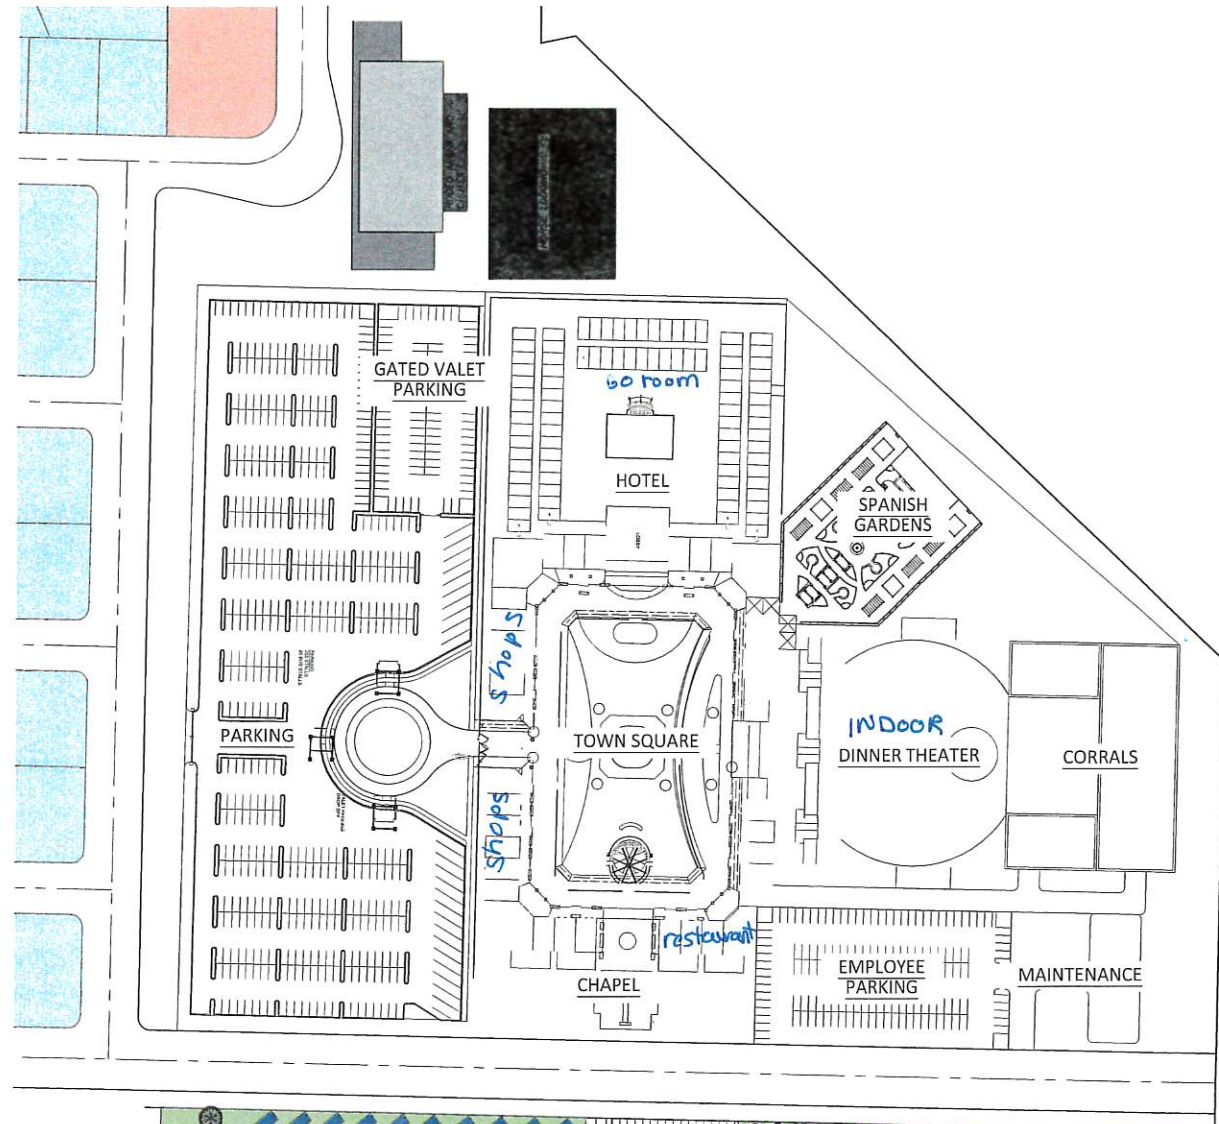 GATED VALET
PARKING
60 room
HOTEL
LOBBY
SPANISH
GARDENS
shops
PARKING
TOWN SQUARE
INDOOR
DINNER THEATER
CORRALS
shops
restaurant
CHAPEL
EMPLOYEE
PARKING
MAINTENANCE